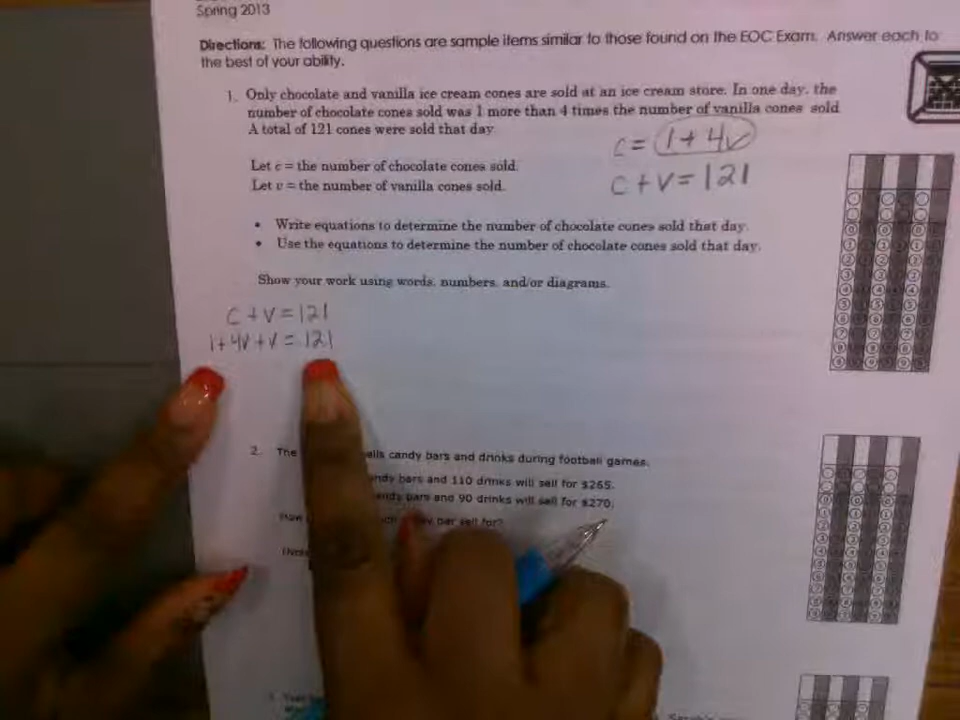 Spring 2013
Directions: The following questions are sample items similar to those found on the EOC Exam. Answer each to
the best of your ability.
1. Only chocolate and vanilla ice cream cones are sold at an ice cream store. In one day, the
number of chocolate cones sold was 1 more than 4 times the number of vanilla cones sold.
A total of 121 cones were sold that day
c = 1 + 4v
Let c = the number of chocolate cones sold.
c + v = 121
Let v = the number of vanilla cones sold.
• Write equations to determine the number of chocolate cones sold that day.
• Use the equations to determine the number of chocolate cones sold that day.
Show your work using words, numbers, and/or diagrams.
c + v = 121
1 + 4v + v = 121
2. The candy bars and drinks during football games.
bars and 110 drinks will sell for $265.
bars and 90 drinks will sell for $270.
How bar sell for?